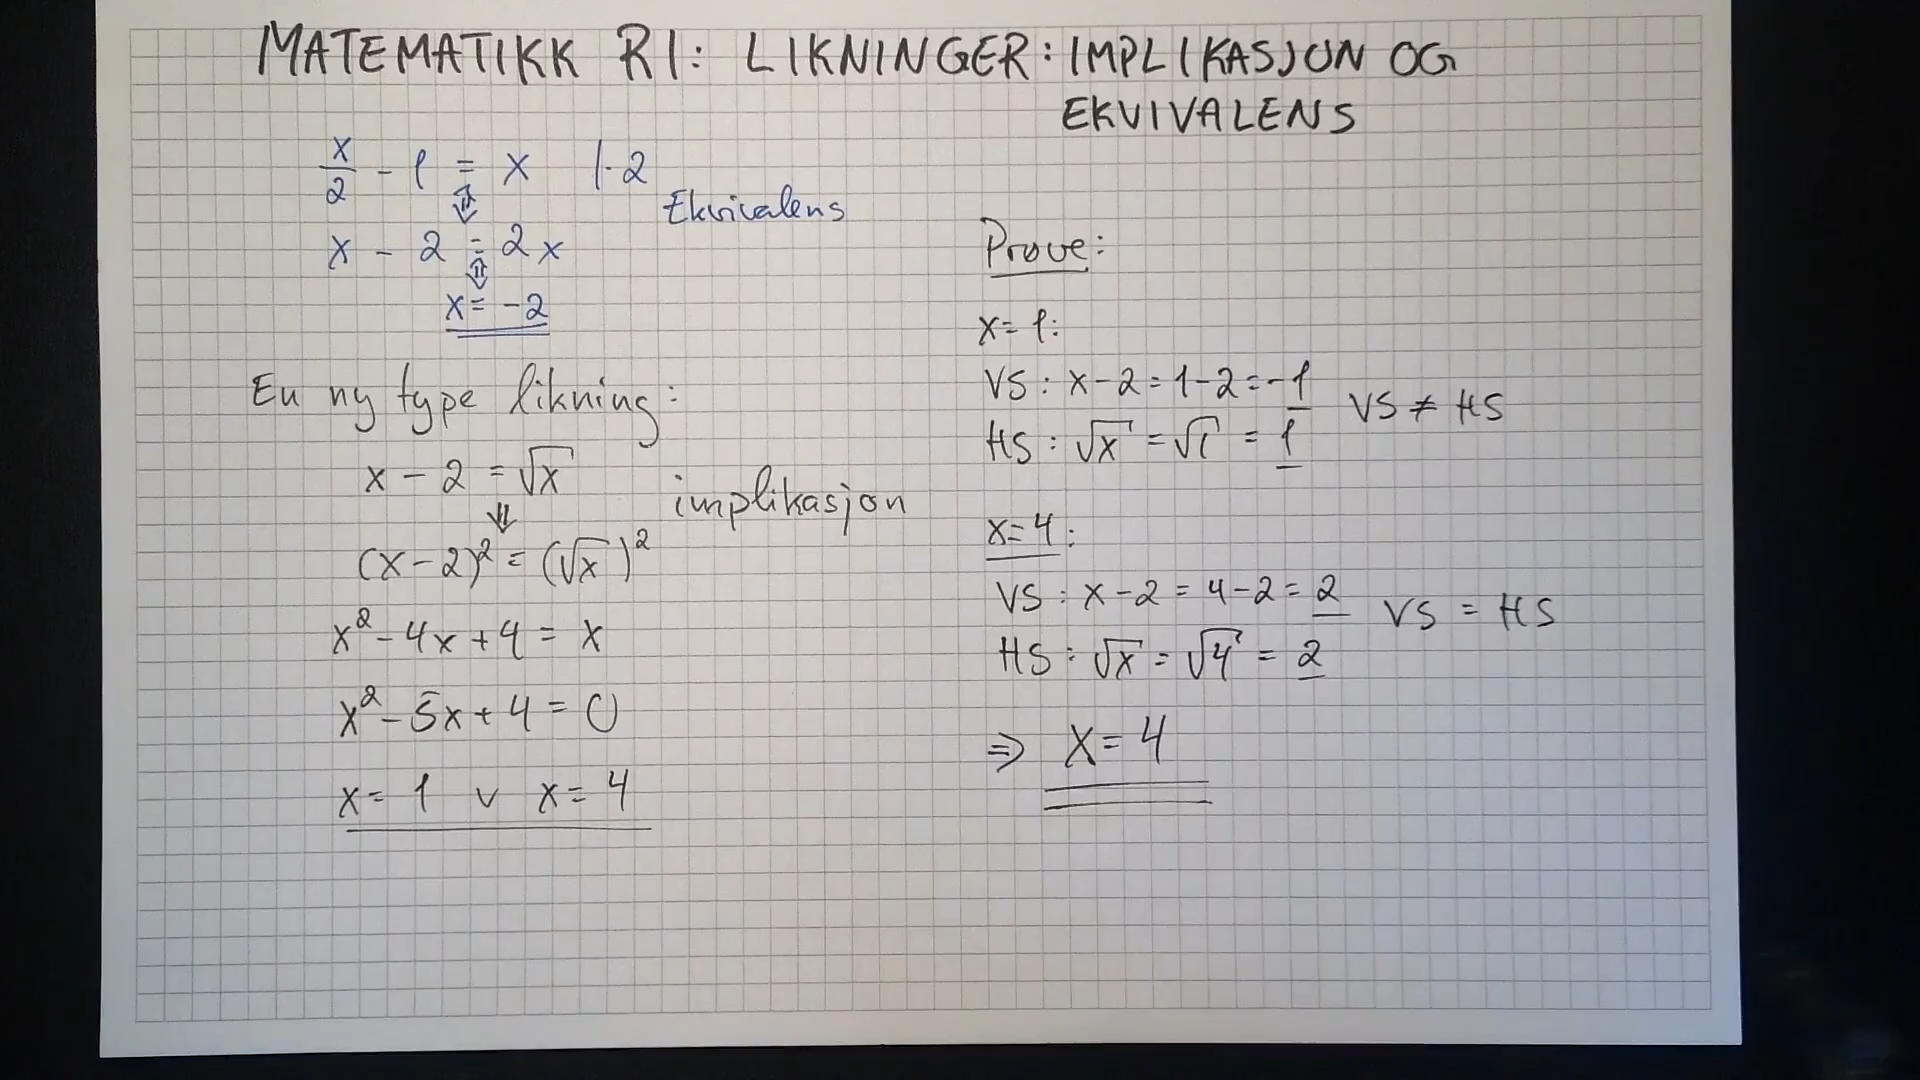 MATEMATIKK R1: LIKNINGER: IMPLIKASJON OG
EKVIVALENS
x/2 - 1 = x |·2
⇕ Ekvivalens
x - 2 = 2x
⇕
x = -2
En ny type likning:
x - 2 = √x
⇓ implikasjon
(x-2)² = (√x)²
x² - 4x + 4 = x
x² - 5x + 4 = 0
x = 1 ∨ x = 4
Prøve:
x = 1:
VS: x-2 = 1-2 = -1
VS ≠ HS
HS: √x = √1 = 1
x = 4:
VS: x-2 = 4-2 = 2
VS = HS
HS: √x = √4 = 2
⇒ x = 4